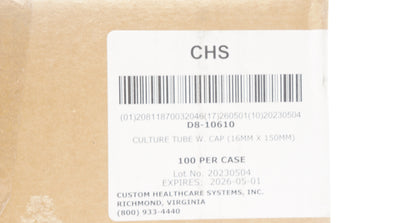 CHS
(01)20811870032046(17)260501(10)20230504
D8-10610
CULTURE TUBE W. CAP (16MM X 150MM)
100 PER CASE
Lot No. 20230504
EXPIRES: 2026-05-01
CUSTOM HEALTHCARE SYSTEMS, INC.
RICHMOND, VIRGINIA
(800) 933-4440